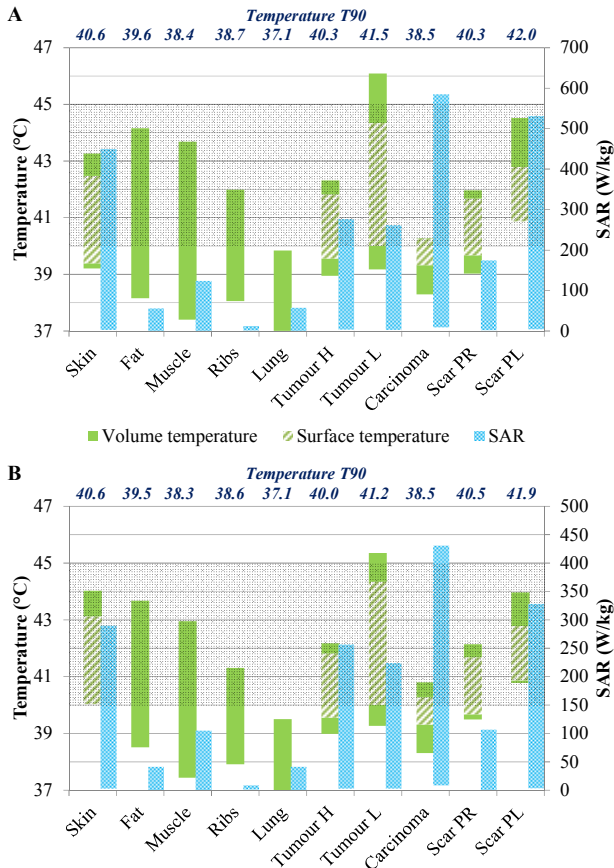 A
Temperature T90
40.6 39.6 38.4 38.7 37.1 40.3 41.5 38.5 40.3 42.0
47
45
43
41
39
37
Temperature (°C)
700
600
500
400
300
200
100
0
SAR (W/kg)
Skin
Fat
Muscle
Ribs
Lung
Tumour H
Tumour L
Carcinoma
Scar PR
Scar PL
Volume temperature Surface temperature SAR
B
Temperature T90
40.6 39.5 38.3 38.6 37.1 40.0 41.2 38.5 40.5 41.9
47
45
43
41
39
37
Temperature (°C)
500
450
400
350
300
250
200
150
100
50
0
SAR (W/kg)
Skin
Fat
Muscle
Ribs
Lung
Tumour H
Tumour L
Carcinoma
Scar PR
Scar PL